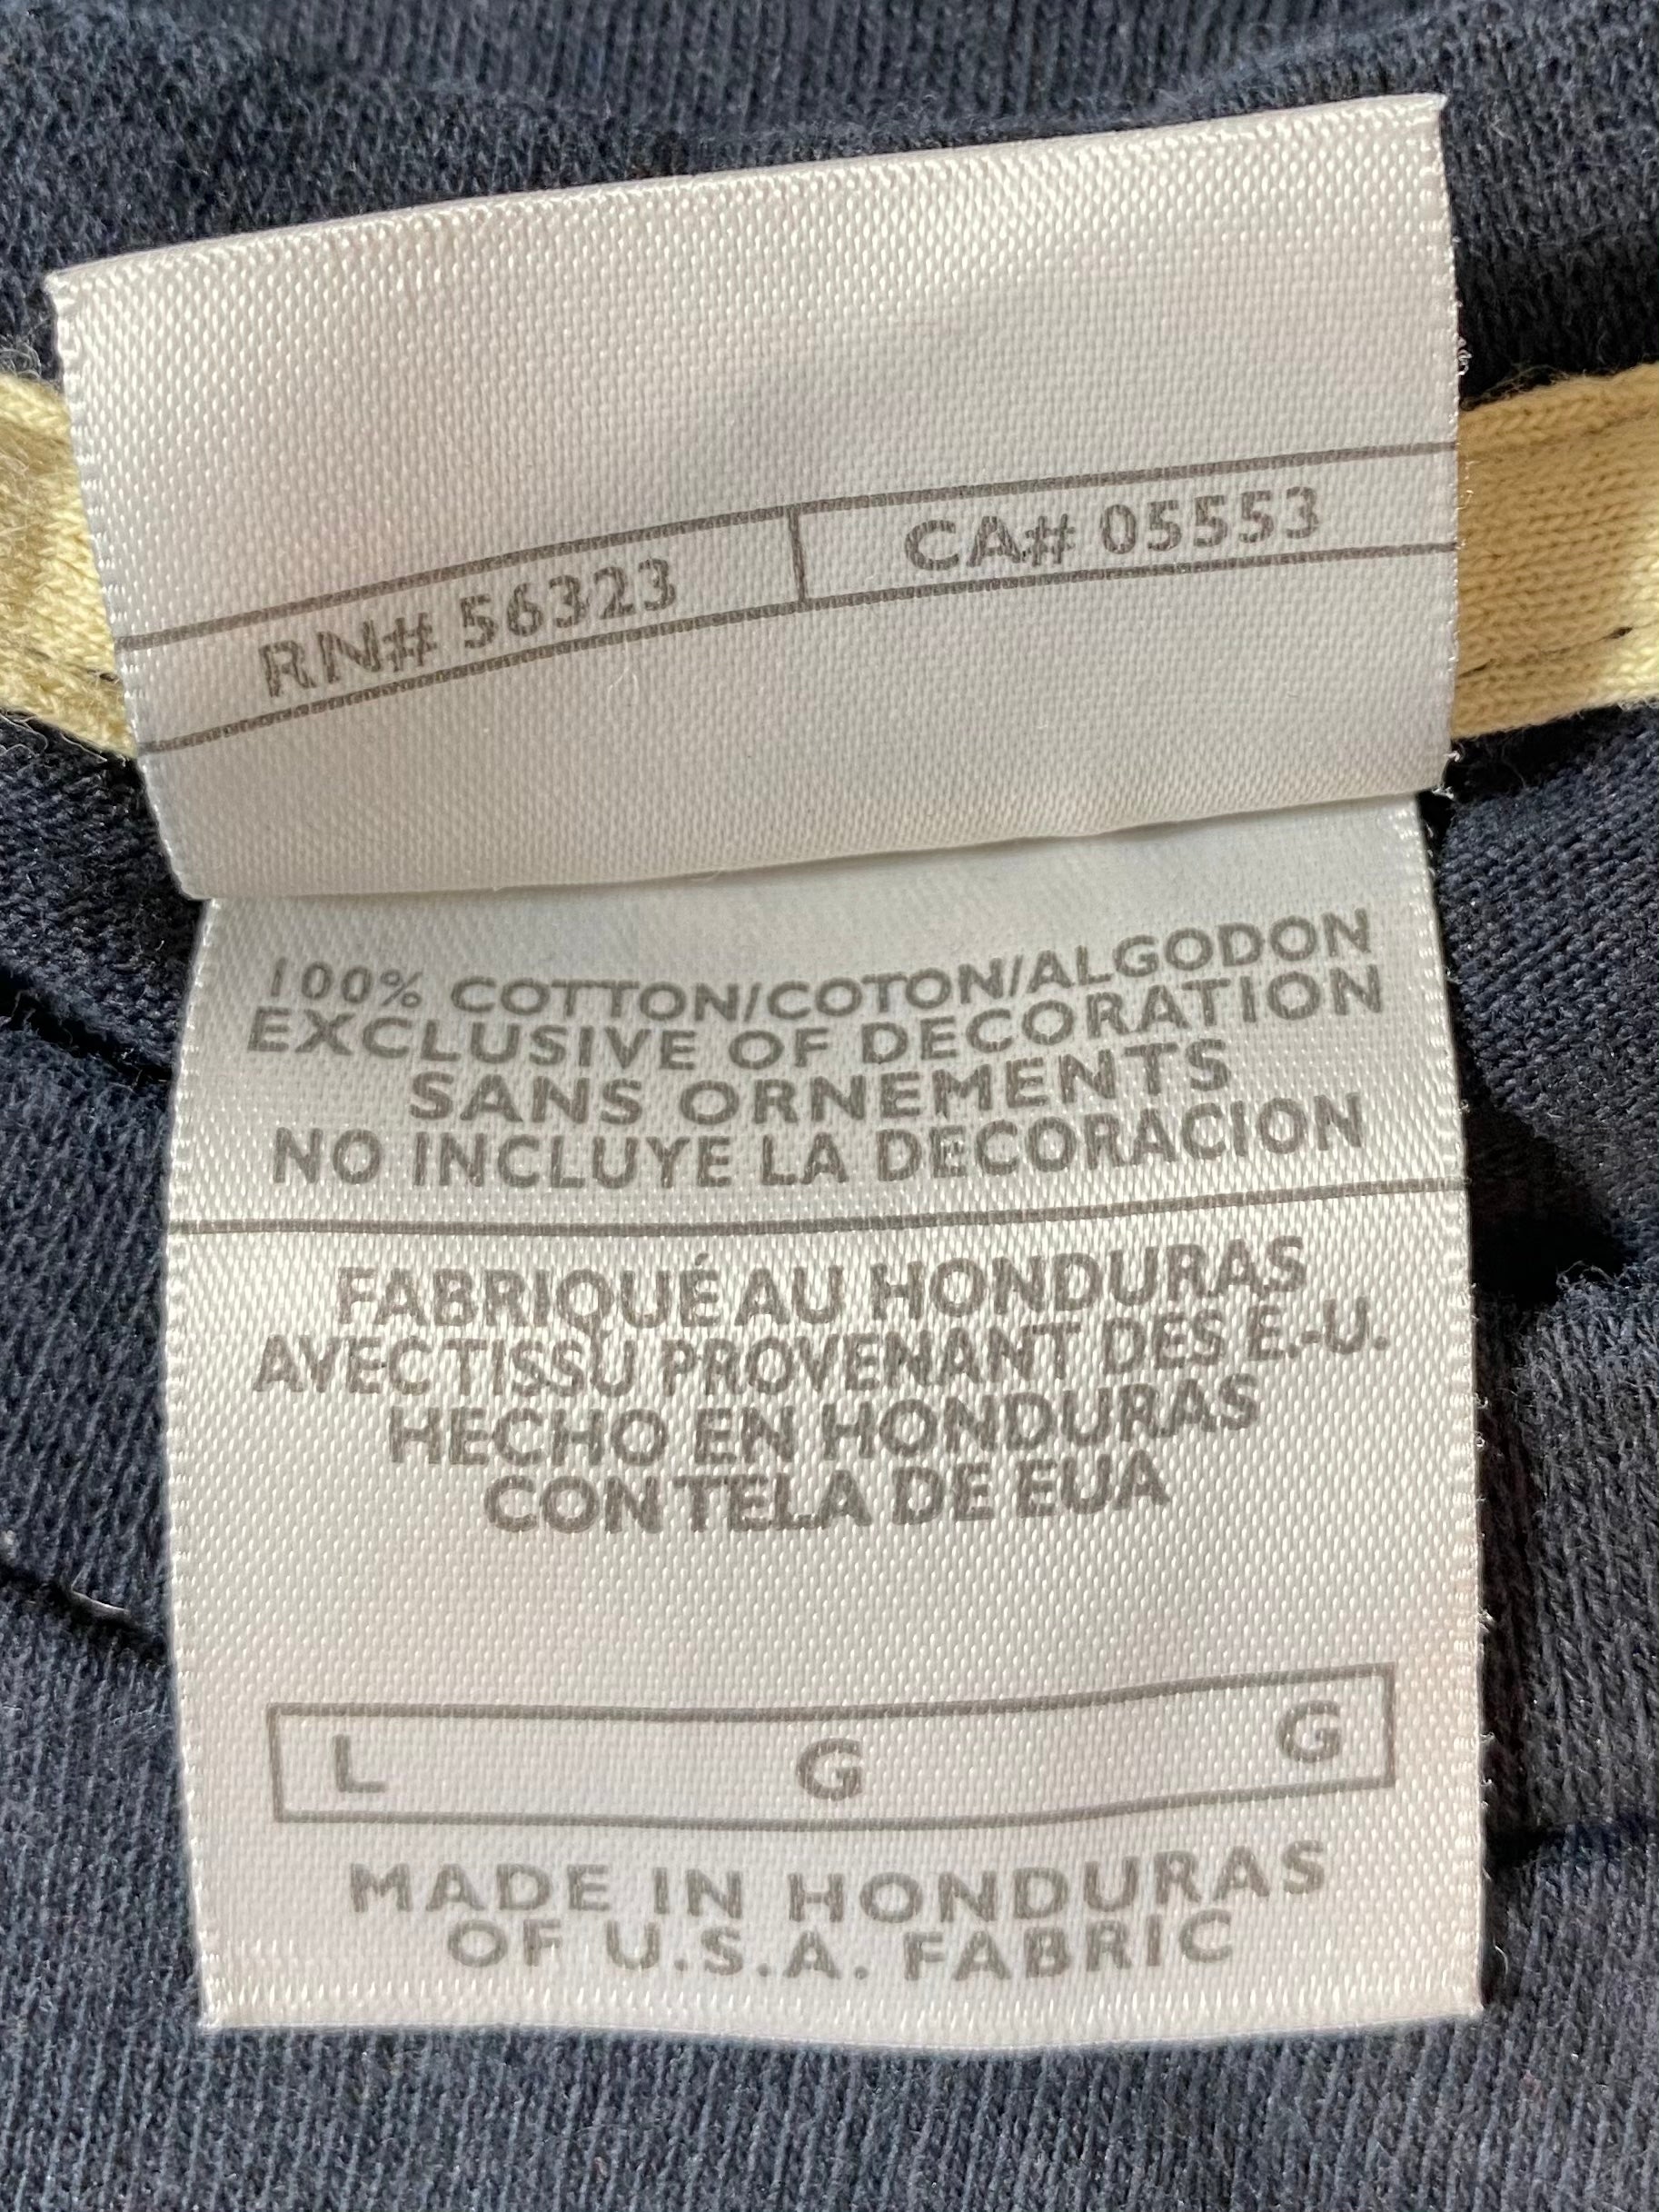 RN# 56323 CA# 05553
100% COTTON/COTON/ALGODON
EXCLUSIVE OF DECORATION
SANS ORNEMENTS
NO INCLUYE LA DECORACION
FABRIQUÉ AU HONDURAS
AVEC TISSU PROVENANT DES É.-U.
HECHO EN HONDURAS
CON TELA DE EUA
L G G
MADE IN HONDURAS
OF U.S.A. FABRIC